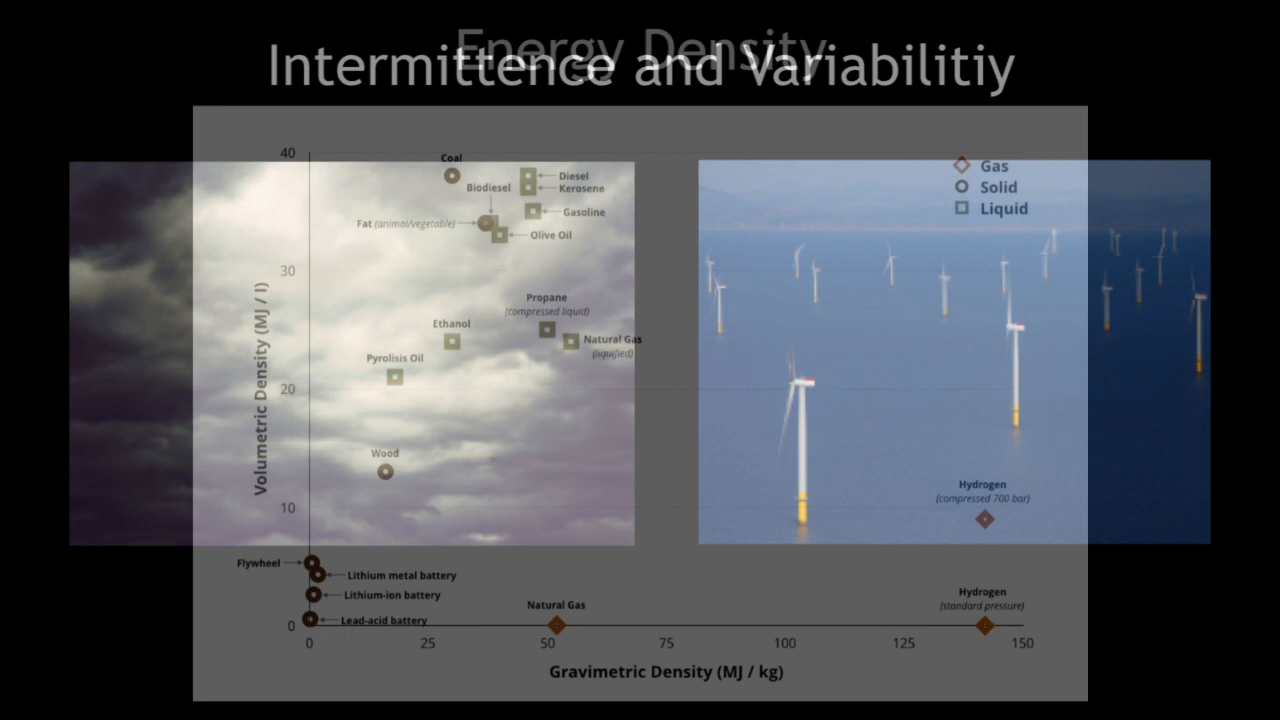 Energy Density
Intermittence and Variabilitiy
40
Coal
Diesel
Kerosene
Biodiesel
Gasoline
Fat (animal/vegetable)
Olive Oil
Gas
Solid
Liquid
30
Volumetric Density (MJ / l)
Propane
(compressed liquid)
Ethanol
Natural Gas
(liquified)
Pyrolisis Oil
20
Wood
Hydrogen
(compressed 700 bar)
10
Flywheel
Lithium metal battery
Lithium-ion battery
Lead-acid battery
Natural Gas
Hydrogen
(standard pressure)
0
0 25 50 75 100 125 150
Gravimetric Density (MJ / kg)